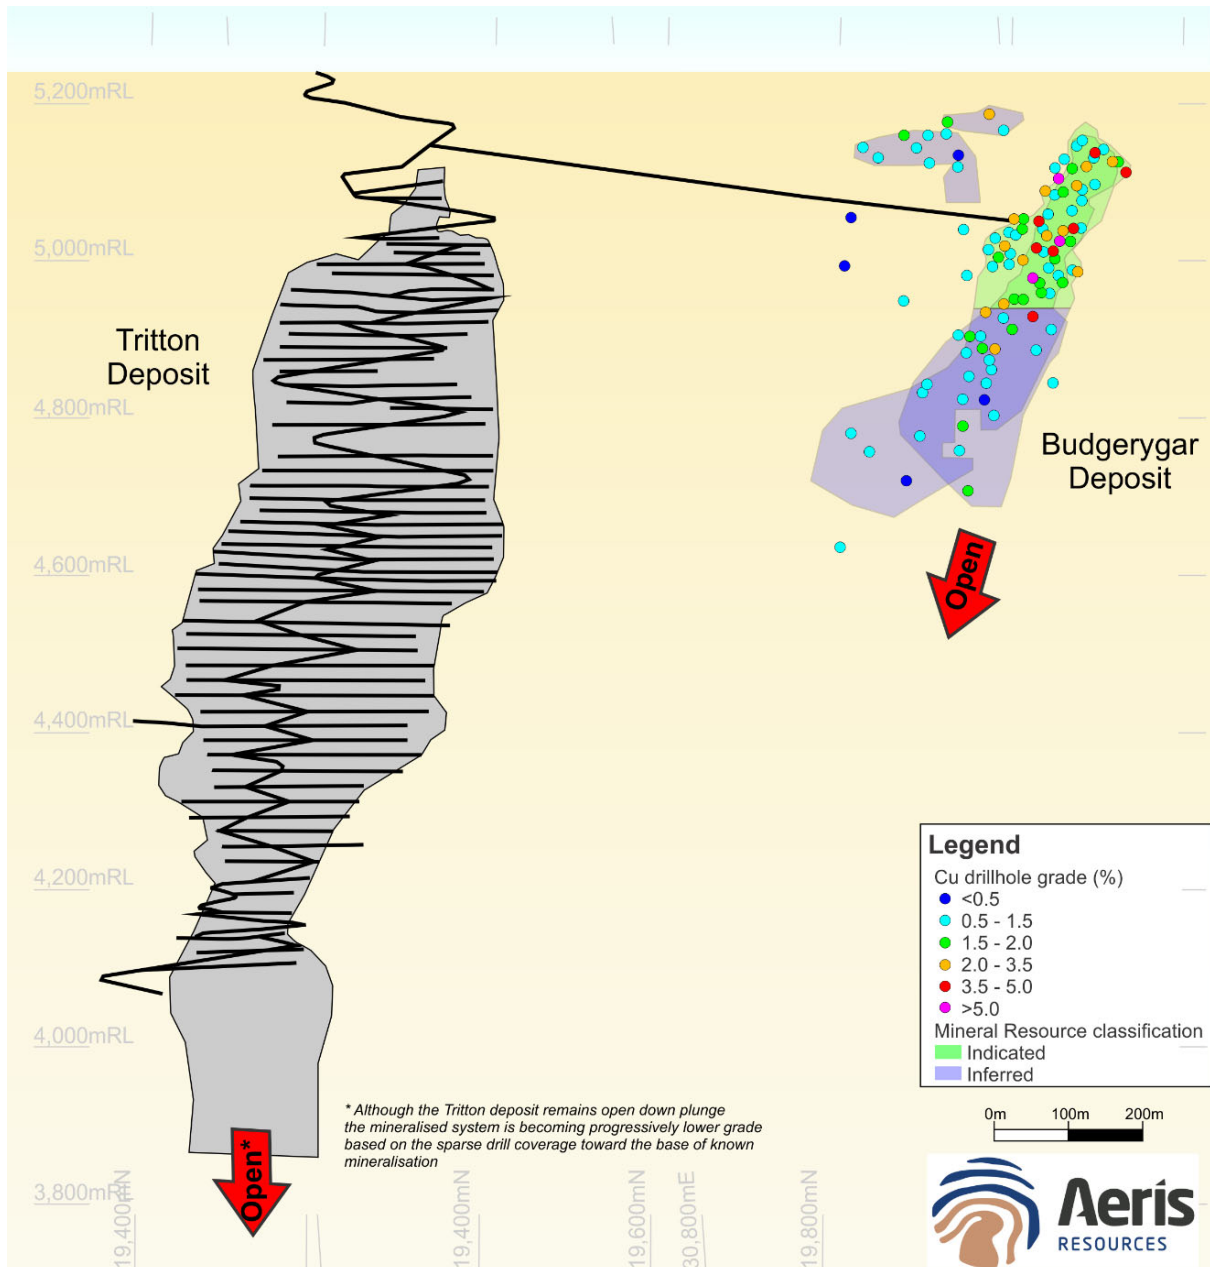 5,200mRL
5,000mRL
4,800mRL
4,600mRL
4,400mRL
4,200mRL
4,000mRL
3,800mRL
Tritton
Deposit
Budgerygar
Deposit
Open
Open*
Legend
Cu drillhole grade (%)
<0.5
0.5 - 1.5
1.5 - 2.0
2.0 - 3.5
3.5 - 5.0
>5.0
Mineral Resource classification
Indicated
Inferred
0m 100m 200m
* Although the Tritton deposit remains open down plunge
the mineralised system is becoming progressively lower grade
based on the sparse drill coverage toward the base of known
mineralisation
19,400mN
19,400mN
19,600mN
30,800mE
19,800mN
Aeris
RESOURCES